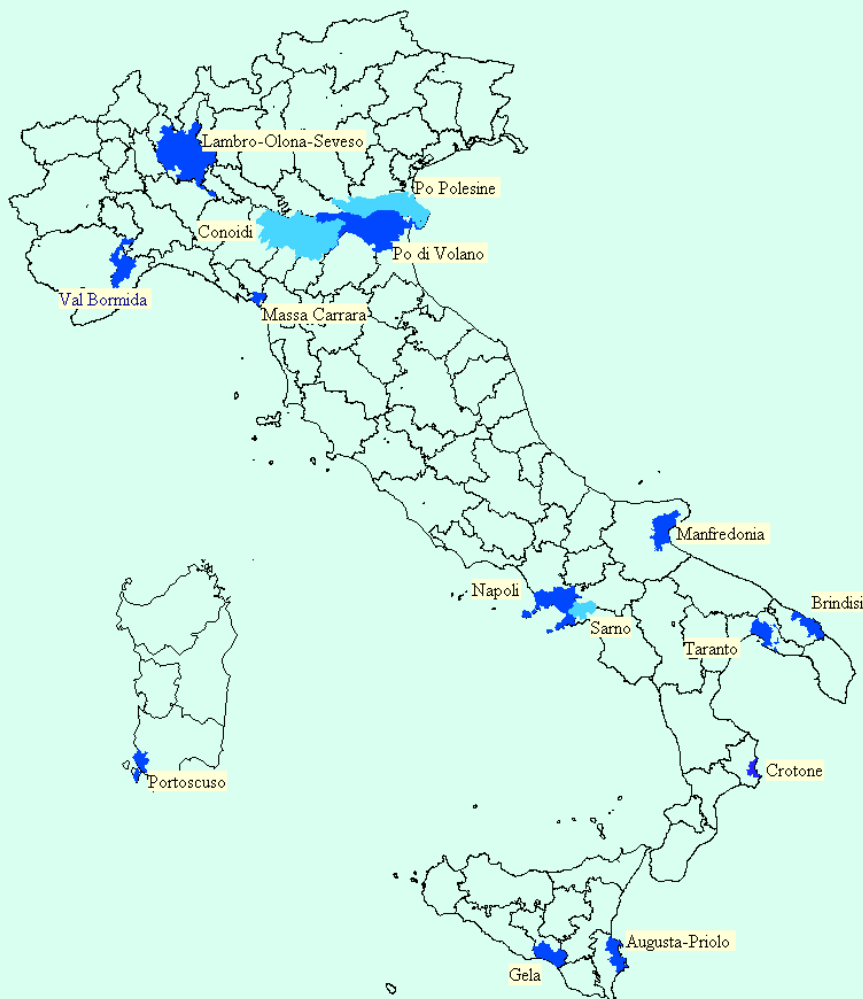 Lambro-Olona-Seveso
Po Polesine
Conoidi
Po di Volano
Val Bormida
Massa Carrara
Manfredonia
Napoli
Brindisi
Sarno
Taranto
Crotone
Portoscuso
Augusta-Priolo
Gela